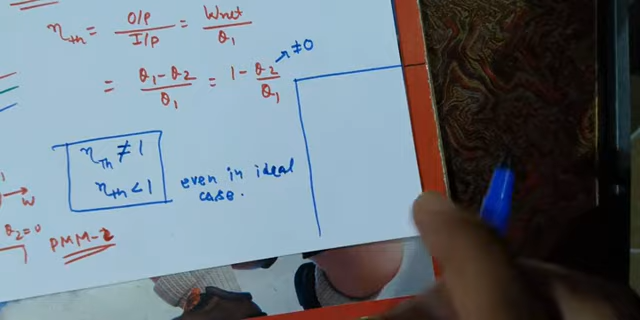 η_th = O/P / I/P = Wnet / Q₁
= Q₁ - Q₂ / Q₁ = 1 - Q₂ / Q₁ → ≠0
η_Th ≠ 1
η_th < 1
even in ideal
case.
→ W
Q₂=0
PMM-2